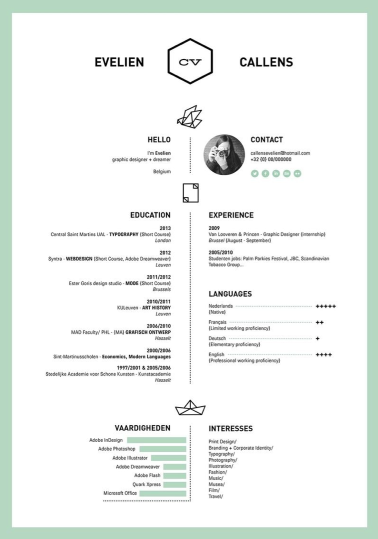 EVELIEN
CV
CALLENS
HELLO
I'm Evelien
graphic designer + dreamer
Belgium
CONTACT
callensevelien@hotmail.com
+32 (0) 08/000000
EDUCATION
2013
Central Saint Martins UAL - TYPOGRAPHY (Short Course)
London
2012
Syntra - WEBDESIGN (Short Course, Adobe Dreamweaver)
Leuven
2011/2012
Ester Goris design studio - MODE (Short Course)
Brussels
2010/2011
KULeuven - ART HISTORY
Leuven
2006/2010
MAD Faculty/ PHL - (MA) GRAFISCH ONTWERP
Hasselt
2000/2006
Sint-Martinusscholen - Economics, Modern Languages
1997/2001 & 2005/2006
Stedelijke Academie voor Schone Kunsten - Kunstacademie
Hasselt
EXPERIENCE
2009
Van Looveren & Princen - Graphic Designer (internship)
Brussel (August - September)
2005/2010
Studenten jobs: Palm Parkies Festival, JBC, Scandinavian
Tobacco Group...
LANGUAGES
Nederlands +++++
(Native)
Français ++
(Limited working proficiency)
Deutsch +
(Elementary proficiency)
English ++++
(Professional working proficiency)
VAARDIGHEDEN
Adobe InDesign
Adobe Photoshop
Adobe Illustrator
Adobe Dreamweaver
Adobe Flash
Quark Xpress
Microsoft Office
INTERESSES
Print Design/
Branding + Corporate Identity/
Typography/
Photography/
Illustration/
Fashion/
Music/
Musea/
Film/
Travel/